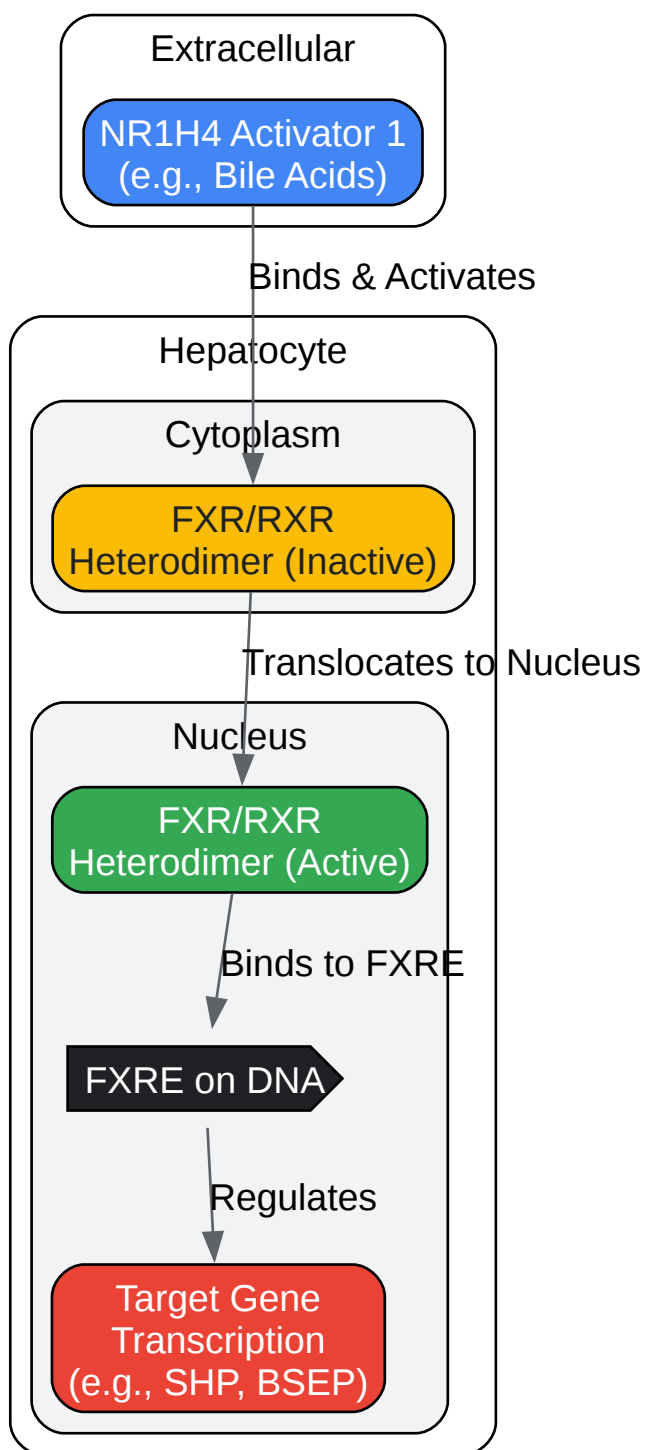 Extracellular
NR1H4 Activator 1
(e.g., Bile Acids)
Binds & Activates
Hepatocyte
Cytoplasm
FXR/RXR
Heterodimer (Inactive)
Translocates to Nucleus
Nucleus
FXR/RXR
Heterodimer (Active)
Binds to FXRE
FXRE on DNA
Regulates
Target Gene
Transcription
(e.g., SHP, BSEP)